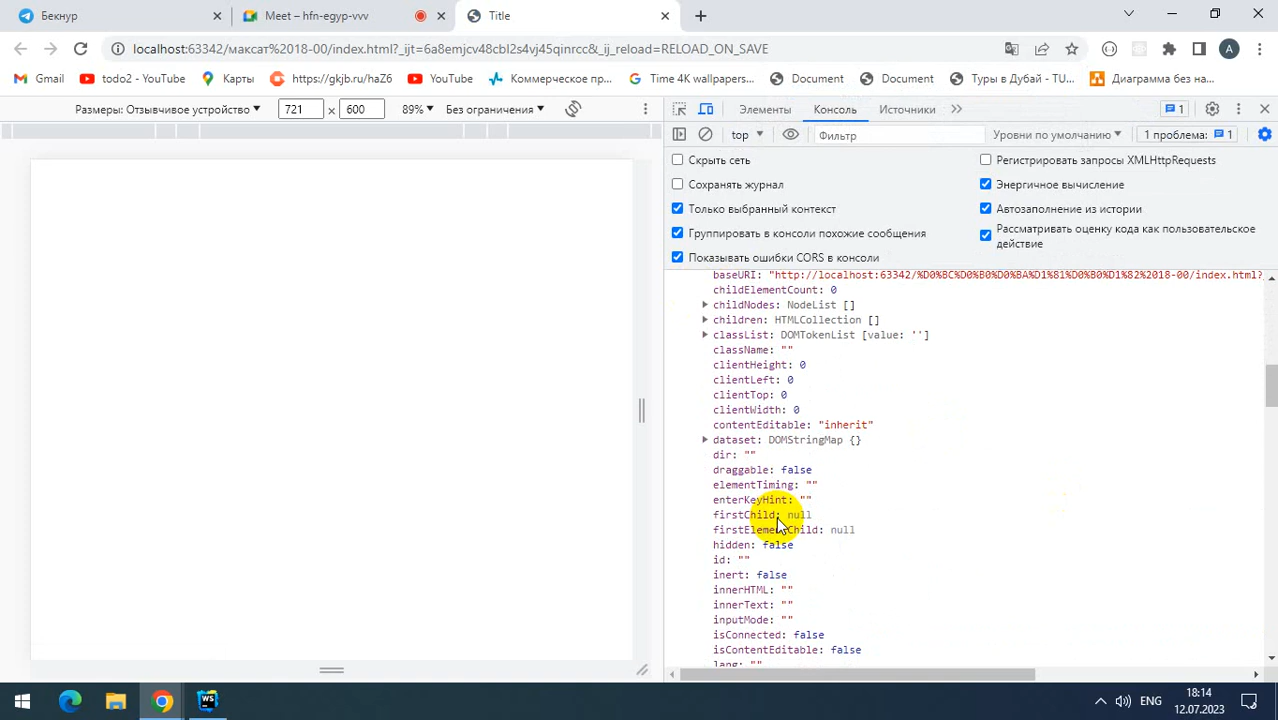 Бекнур
Meet – hfn-egyp-vvv
Title
localhost:63342/максат%2018-00/index.html?_ijt=6a8emjcv48cbl2s4vj45qinrcc&_ij_reload=RELOAD_ON_SAVE
Gmail
todo2 - YouTube
Карты
https://gkjb.ru/haZ6
YouTube
Коммерческое пр...
Time 4K wallpapers...
Document
Document
Туры в Дубай - TU...
Диаграмма без на...
Размеры: Отзывчивое устройство
721
×
600
89%
Без ограничения
Элементы
Консоль
Источники
1
top
Фильтр
Уровни по умолчанию
1 проблема:
1
Скрыть сеть
Регистрировать запросы XMLHttpRequests
Сохранять журнал
Энергичное вычисление
Только выбранный контекст
Автозаполнение из истории
Группировать в консоли похожие сообщения
Рассматривать оценку кода как пользовательское
действие
Показывать ошибки CORS в консоли
baseURI: "http://localhost:63342/%D0%BC%D0%B0%D0%BA%D1%81%D0%B0%D1%82%2018-00/index.html?
childElementCount: 0
childNodes: NodeList []
children: HTMLCollection []
classList: DOMTokenList [value: '']
className: ""
clientHeight: 0
clientLeft: 0
clientTop: 0
clientWidth: 0
contentEditable: "inherit"
dataset: DOMStringMap {}
dir: ""
draggable: false
elementTiming: ""
enterKeyHint: ""
firstChild: null
firstElementChild: null
hidden: false
id: ""
inert: false
innerHTML: ""
innerText: ""
inputMode: ""
isConnected: false
isContentEditable: false
lang: ""
WS
ENG
18:14
12.07.2023